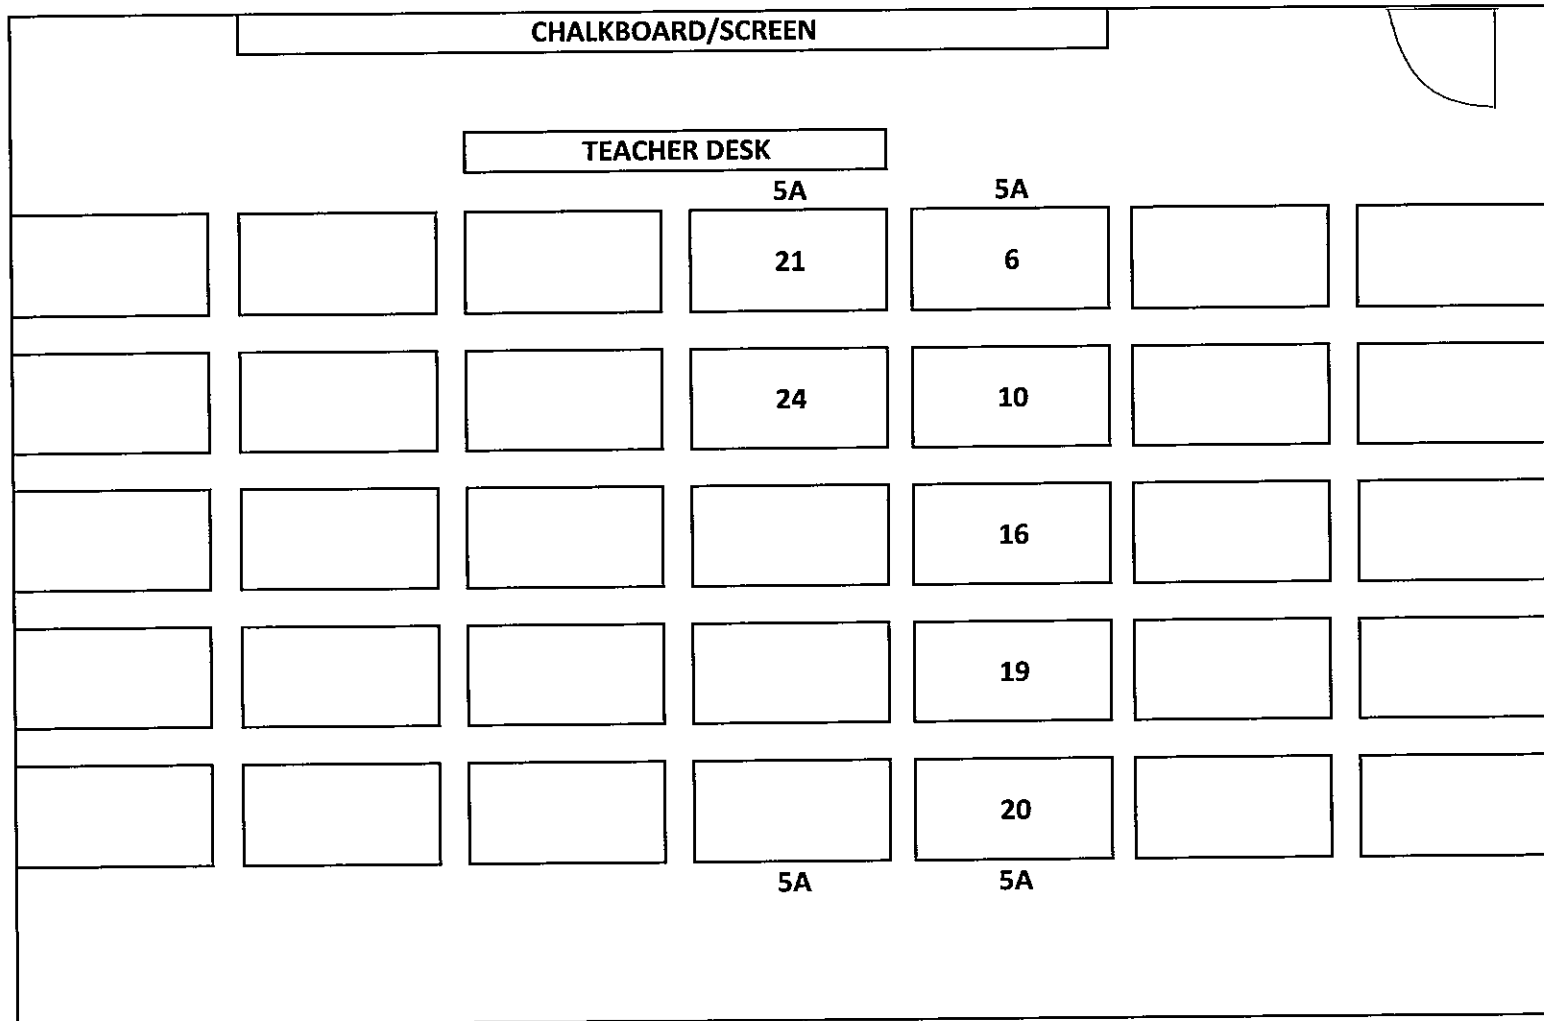 CHALKBOARD/SCREEN
TEACHER DESK
5A 5A
21 6
24 10
16
19
20
5A 5A